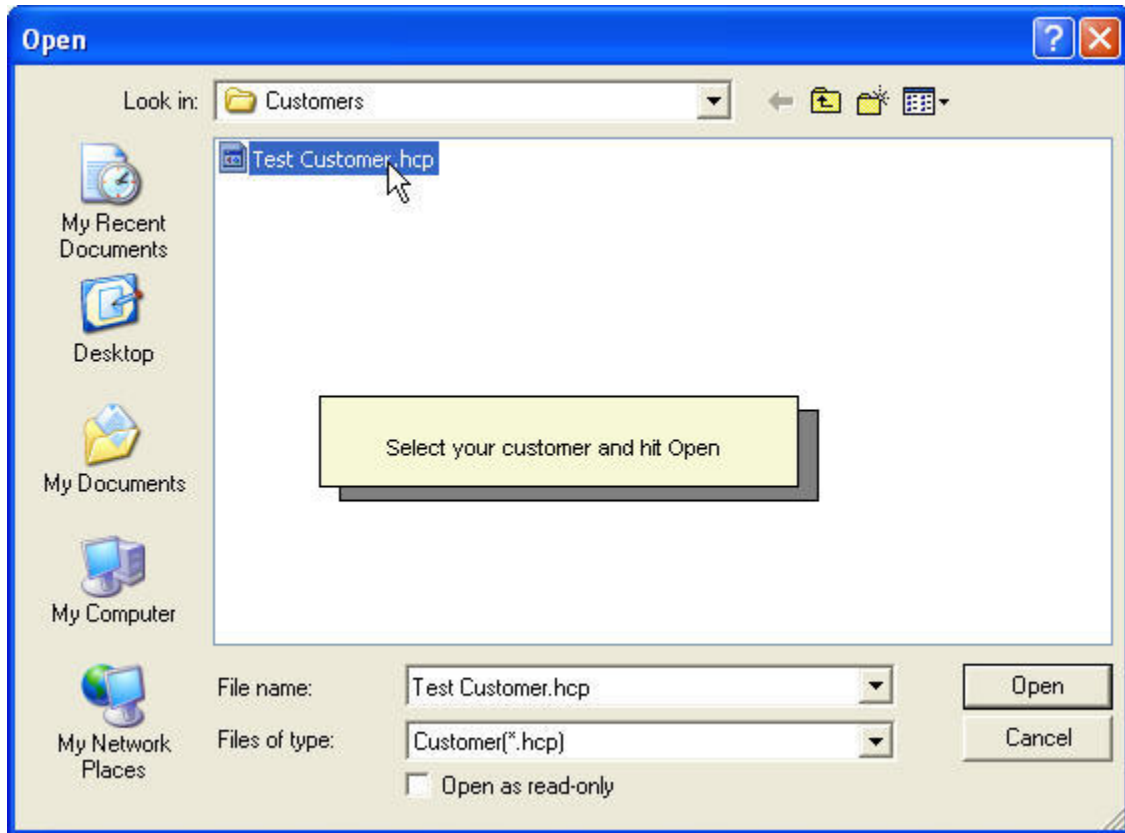 Open
Look in: Customers
Test Customer.hcp
My Recent
Documents
Desktop
My Documents
My Computer
My Network
Places
Select your customer and hit Open
File name: Test Customer.hcp Open
Files of type: Customer(*.hcp) Cancel
Open as read-only